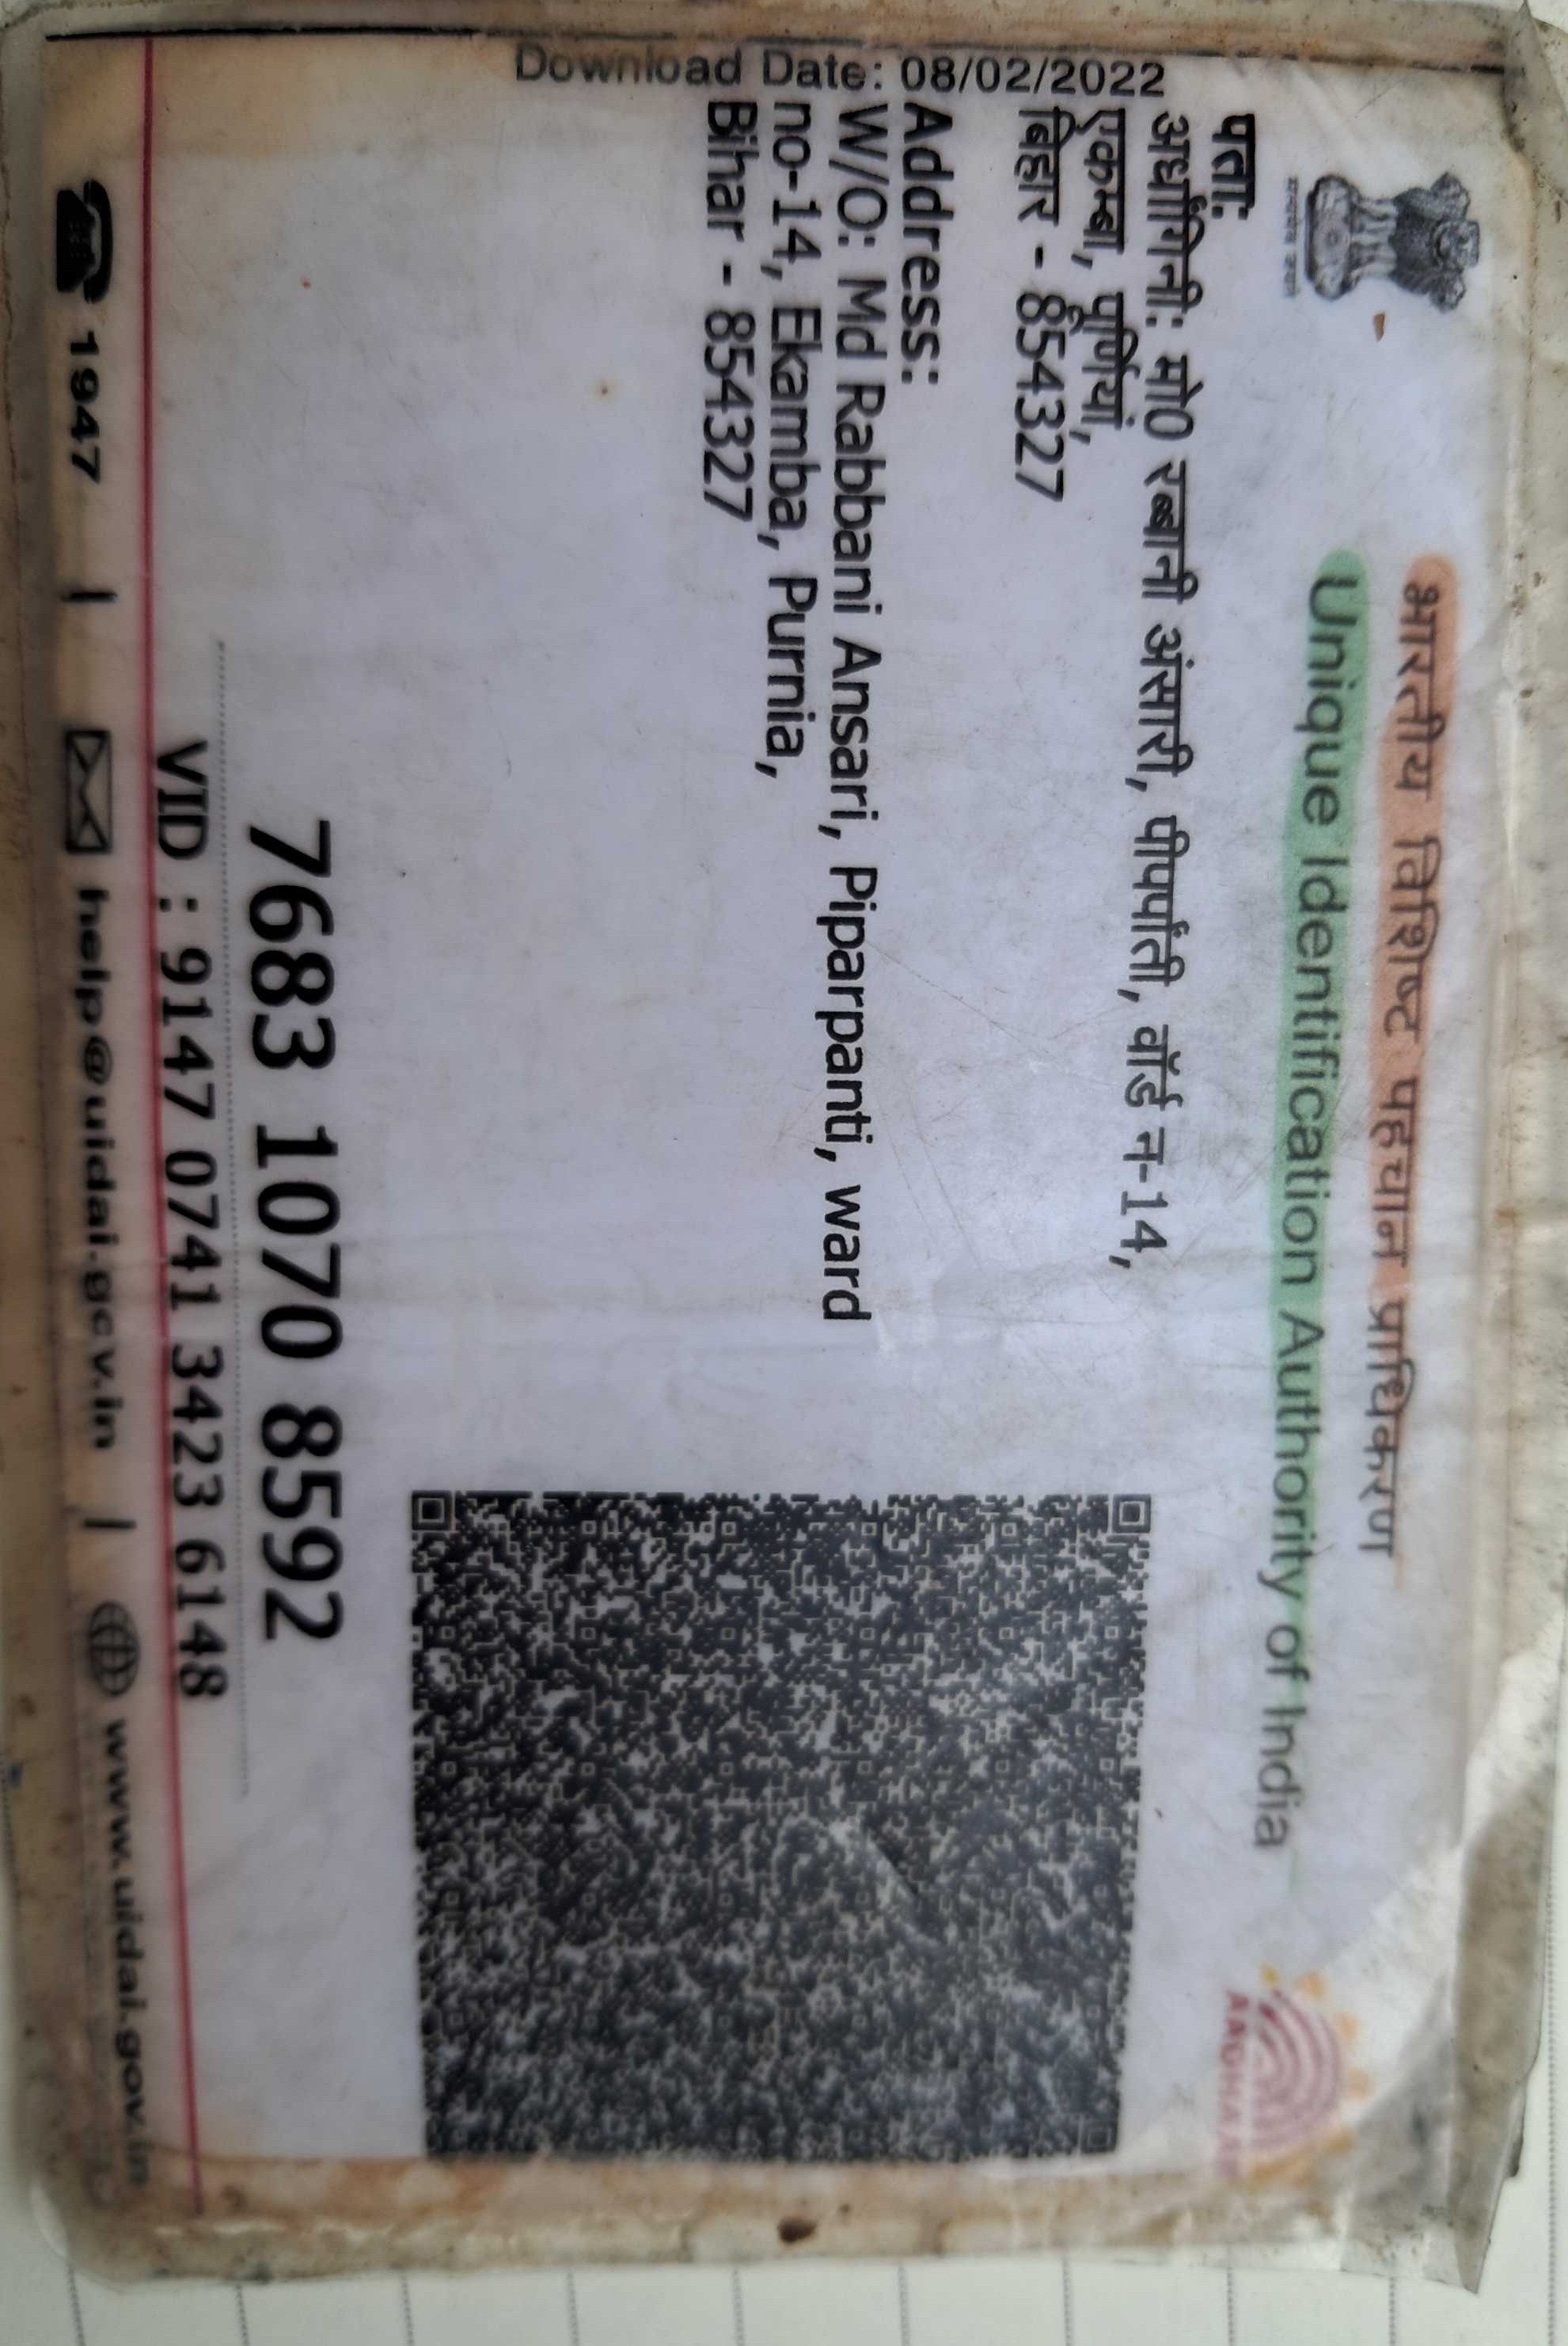 भारतीय विशिष्ट पहचान प्राधिकरण
Unique Identification Authority of India
पता:
अर्धांगिनी: मो0 रब्बानी अंसारी, पीपर्पांती, वॉर्ड न-14,
एकम्बा, पुर्णियां,
बिहार - 854327
Address:
W/O: Md Rabbani Ansari, Piparpanti, ward
no-14, Ekamba, Purnia,
Bihar - 854327
Download Date: 08/02/2022
7683 1070 8592
VID : 9147 0741 3423 6148
1947 | help@uidai.gov.in | www.uidai.gov.in